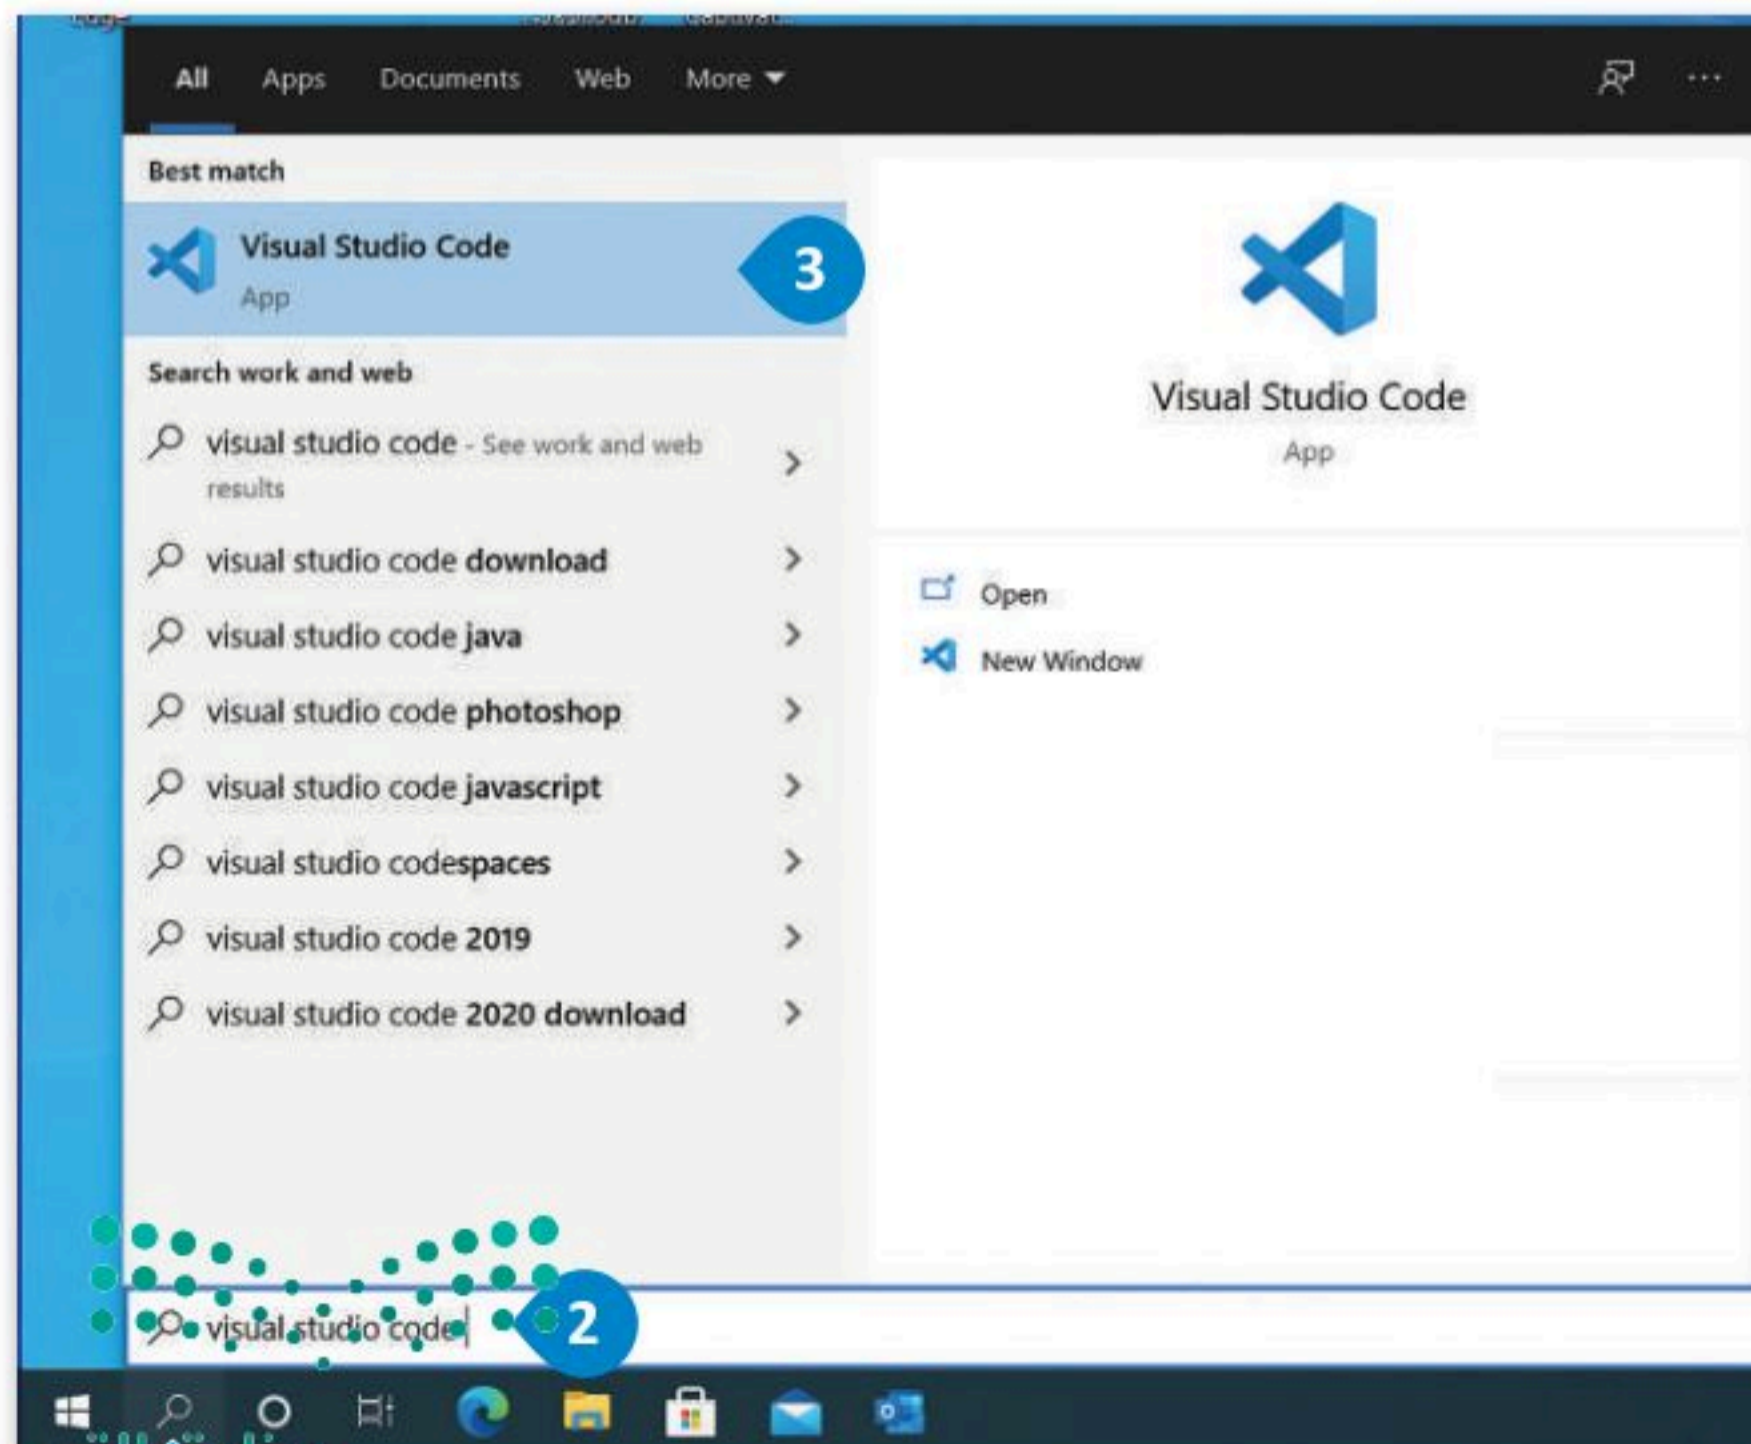 All Apps Documents Web More
Best match
Visual Studio Code
App
3
Search work and web
visual studio code - See work and web
results
visual studio code download
visual studio code java
visual studio code photoshop
visual studio code javascript
visual studio codespaces
visual studio code 2019
visual studio code 2020 download
Visual Studio Code
App
Open
New Window
visual studio code
2